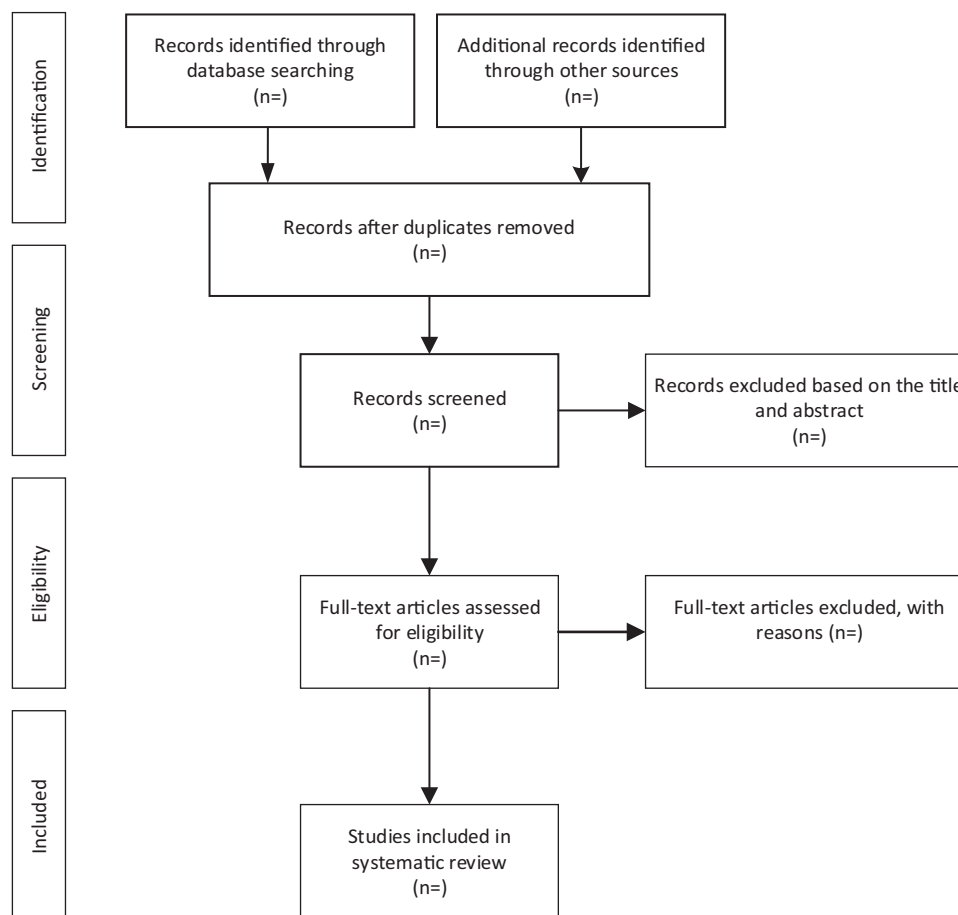 Identification
Records identified through
database searching
(n=)
Additional records identified
through other sources
(n=)
Records after duplicates removed
(n=)
Screening
Records screened
(n=)
Records excluded based on the title
and abstract
(n=)
Eligibility
Full-text articles assessed
for eligibility
(n=)
Full-text articles excluded, with
reasons (n=)
Included
Studies included in
systematic review
(n=)